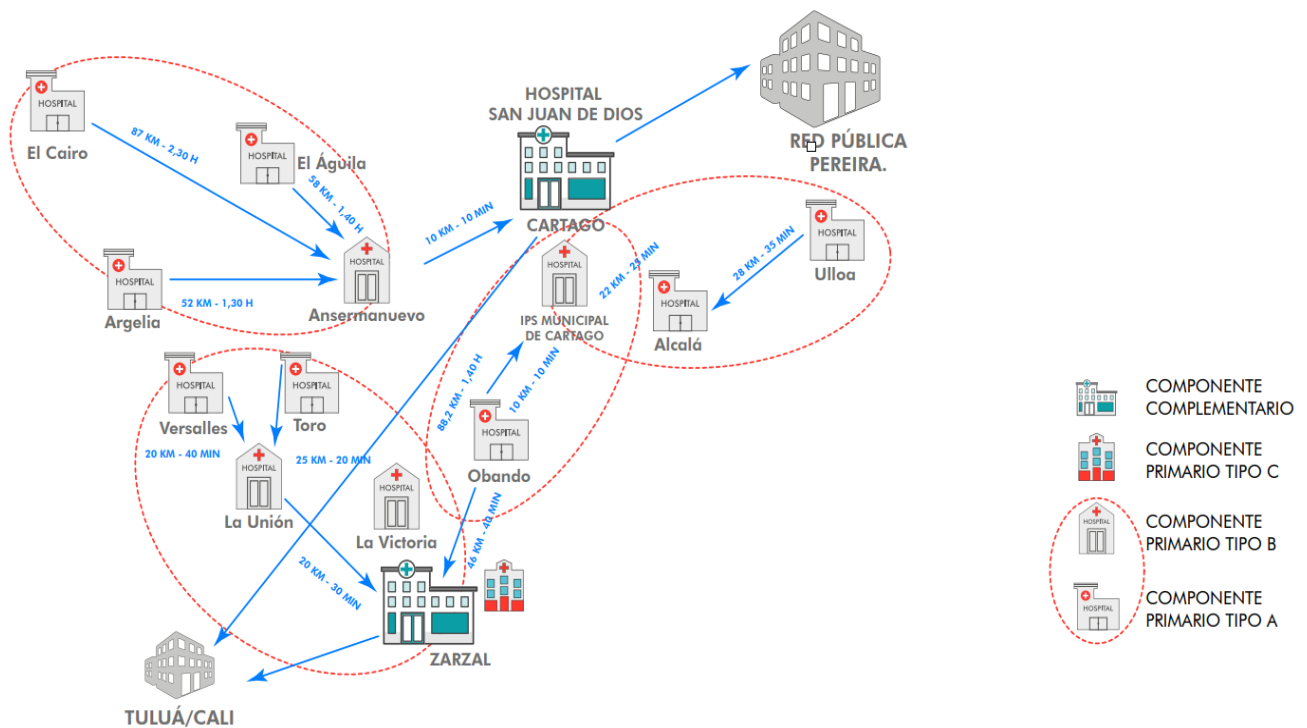 HOSPITAL
SAN JUAN DE DIOS
CARTAGO
RED PÚBLICA
PEREIRA.
HOSPITAL
El Cairo
87 KM - 2,30 H
HOSPITAL
El Águila
58 KM - 1,40 H
HOSPITAL
Argelia
52 KM - 1,30 H
HOSPITAL
Ansermanuevo
10 KM - 10 MIN
HOSPITAL
IPS MUNICIPAL
DE CARTAGO
22 KM - 25 MIN
HOSPITAL
Ulloa
28 KM - 35 MIN
HOSPITAL
Alcalá
HOSPITAL
Versalles
20 KM - 40 MIN
HOSPITAL
Toro
25 KM - 20 MIN
HOSPITAL
La Unión
20 KM - 30 MIN
HOSPITAL
La Victoria
88,2 KM - 1,40 H
10 KM - 10 MIN
HOSPITAL
Obando
46 KM - 40 MIN
ZARZAL
TULUÁ/CALI
COMPONENTE
COMPLEMENTARIO
COMPONENTE
PRIMARIO TIPO C
HOSPITAL
COMPONENTE
PRIMARIO TIPO B
HOSPITAL
COMPONENTE
PRIMARIO TIPO A